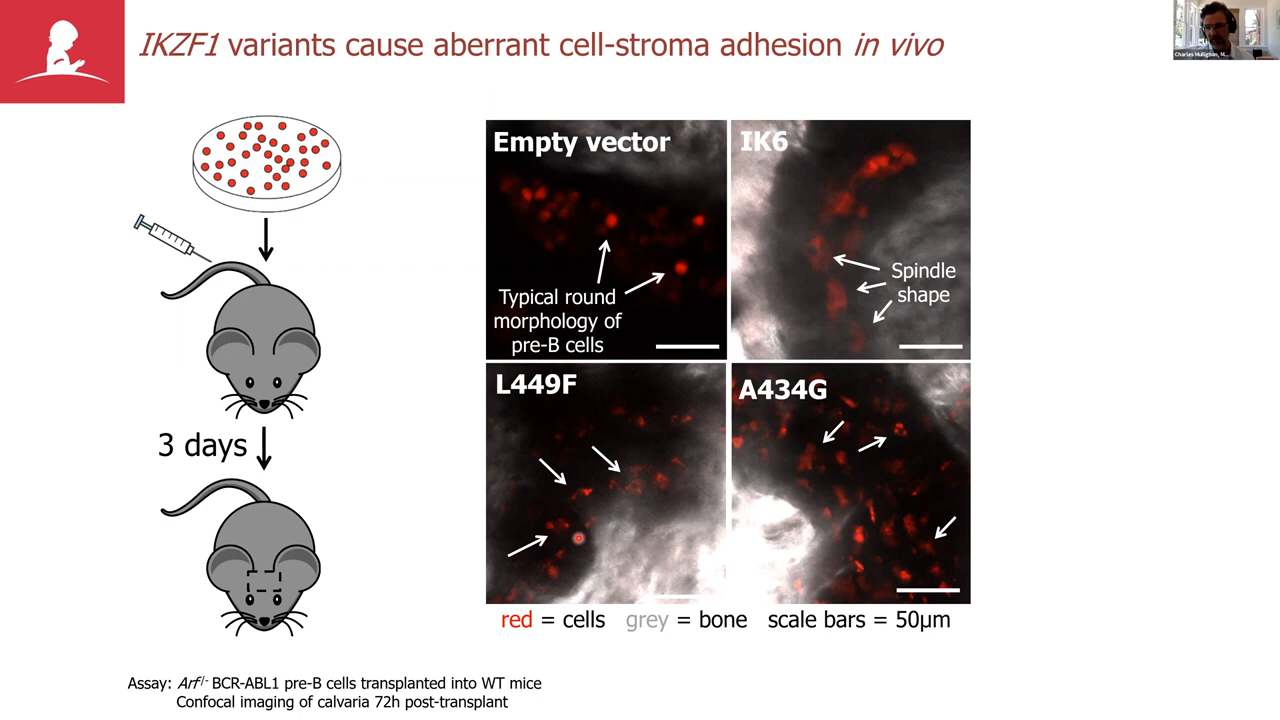 IKZF1 variants cause aberrant cell-stroma adhesion in vivo
Charles Mullighan, M...
3 days
Empty vector
Typical round
morphology of
pre-B cells
IK6
Spindle
shape
L449F
A434G
red = cells grey = bone scale bars = 50µm
Assay: Arf-/- BCR-ABL1 pre-B cells transplanted into WT mice
Confocal imaging of calvaria 72h post-transplant